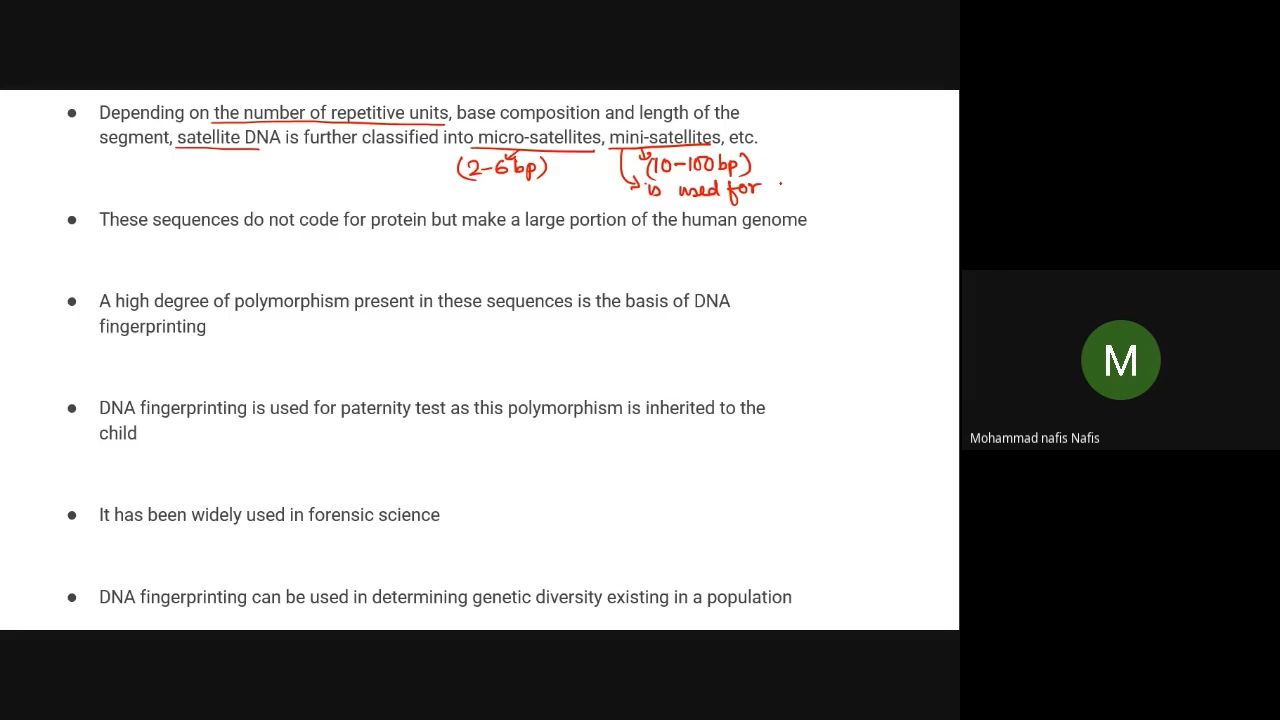 ● Depending on the number of repetitive units, base composition and length of the
segment, satellite DNA is further classified into micro-satellites, mini-satellites, etc.
(2-6 bp) (10-100bp)
is used for
● These sequences do not code for protein but make a large portion of the human genome
● A high degree of polymorphism present in these sequences is the basis of DNA
fingerprinting
● DNA fingerprinting is used for paternity test as this polymorphism is inherited to the
child
● It has been widely used in forensic science
● DNA fingerprinting can be used in determining genetic diversity existing in a population
M
Mohammad nafis Nafis